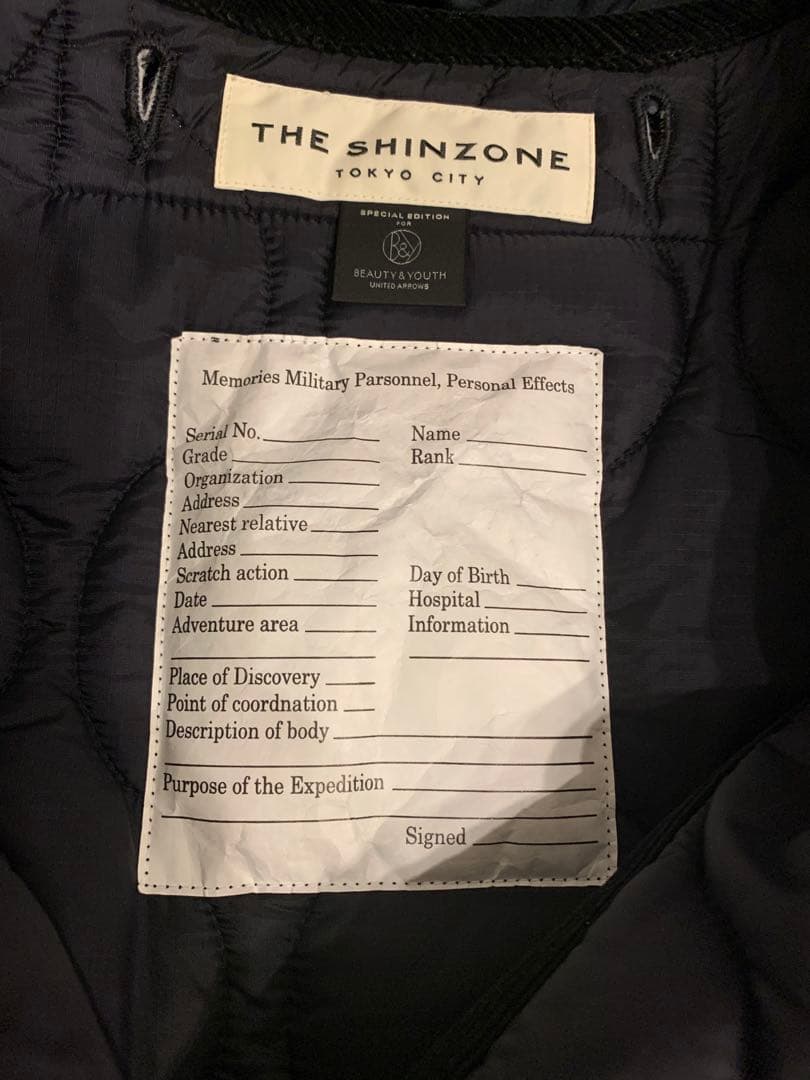 THE SHINZONE
TOKYO CITY
SPECIAL EDITION
FOR
B&Y
BEAUTY & YOUTH
UNITED ARROWS
Memories Military Parsonnel, Personal Effects
Serial No. Name
Grade Rank
Organization
Address
Nearest relative
Address
Scratch action Day of Birth
Date Hospital
Adventure area Information
Place of Discovery
Point of coordnation
Description of body
Purpose of the Expedition
Signed